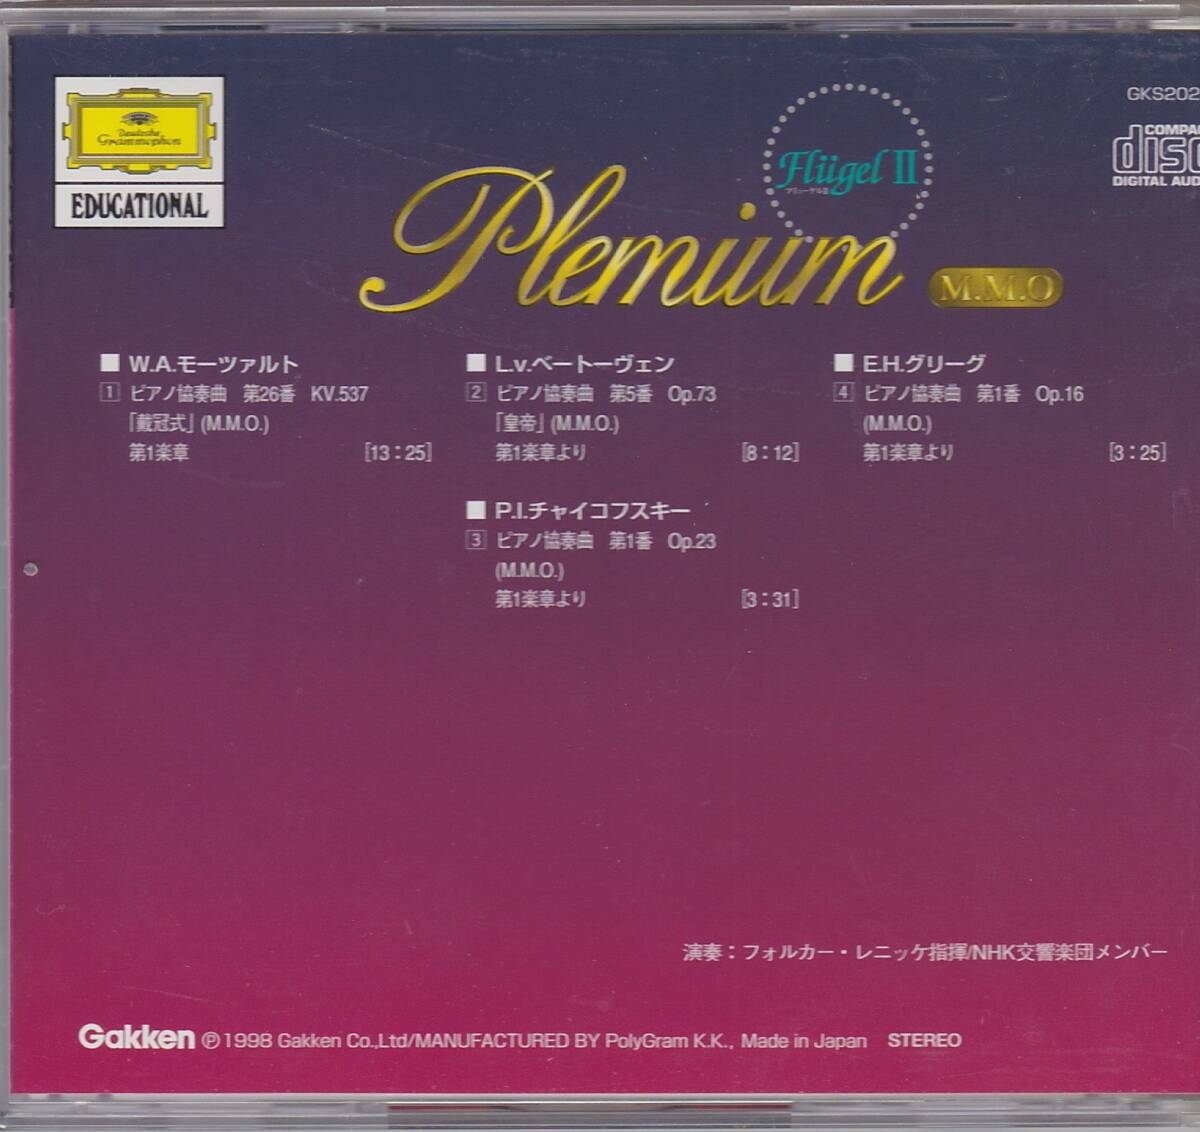 Deutsche
Grammophon
EDUCATIONAL
GKS202
COMPA
disc
DIGITAL AUD
Flügel II
フリューゲルII
Plemium
M.M.O
■ W.A.モーツァルト
1 ピアノ協奏曲 第26番 KV.537
「戴冠式」(M.M.O.)
第1楽章 [13:25]
■ L.v.ベートーヴェン
2 ピアノ協奏曲 第5番 Op.73
「皇帝」(M.M.O.)
第1楽章より [8:12]
■ P.I.チャイコフスキー
3 ピアノ協奏曲 第1番 Op.23
(M.M.O.)
第1楽章より [3:31]
■ E.H.グリーグ
4 ピアノ協奏曲 第1番 Op.16
(M.M.O.)
第1楽章より [3:25]
演奏:フォルカー・レニッケ指揮/NHK交響楽団メンバー
Gakken ℗1998 Gakken Co.,Ltd/MANUFACTURED BY PolyGram K.K., Made in Japan STEREO